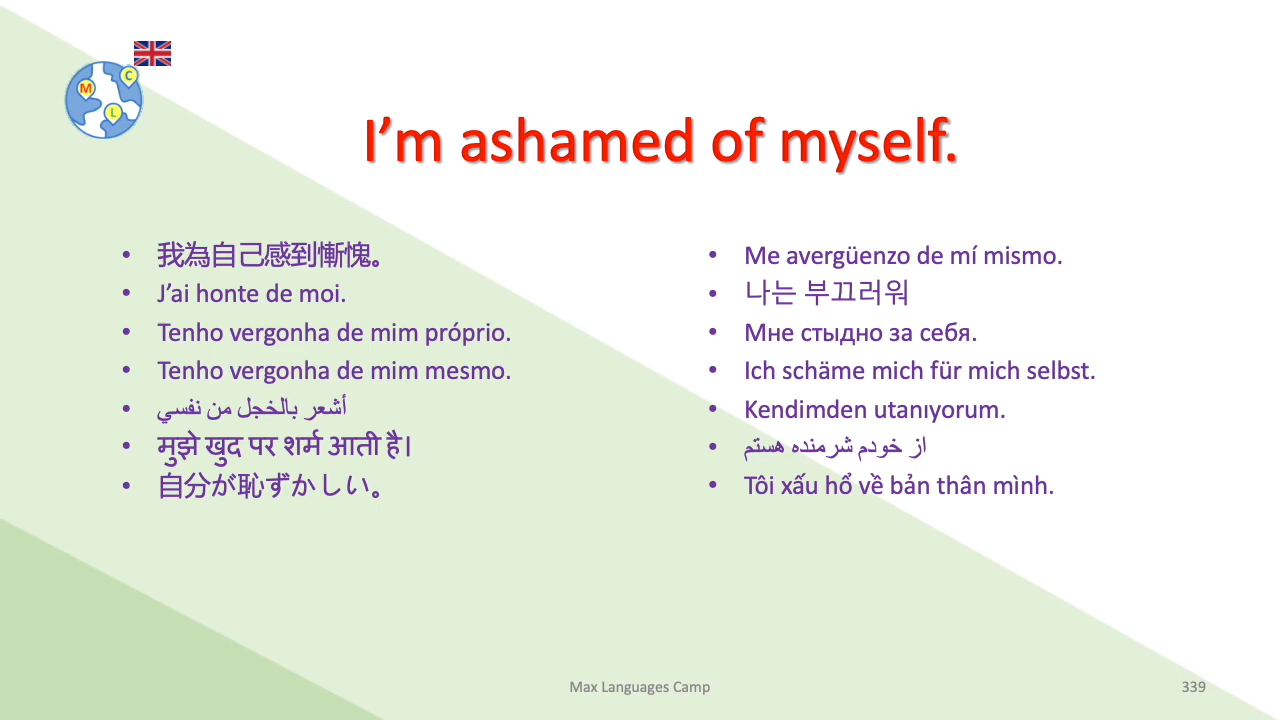 M
C
L
I’m ashamed of myself.
• 我為自己感到慚愧。
• J’ai honte de moi.
• Tenho vergonha de mim próprio.
• Tenho vergonha de mim mesmo.
• أشعر بالخجل من نفسي
• मुझे खुद पर शर्म आती है।
• 自分が恥ずかしい。
• Me avergüenzo de mí mismo.
• 나는 부끄러워
• Мне стыдно за себя.
• Ich schäme mich für mich selbst.
• Kendimden utanıyorum.
• از خودم شرمنده هستم
• Tôi xấu hổ về bản thân mình.
Max Languages Camp
339